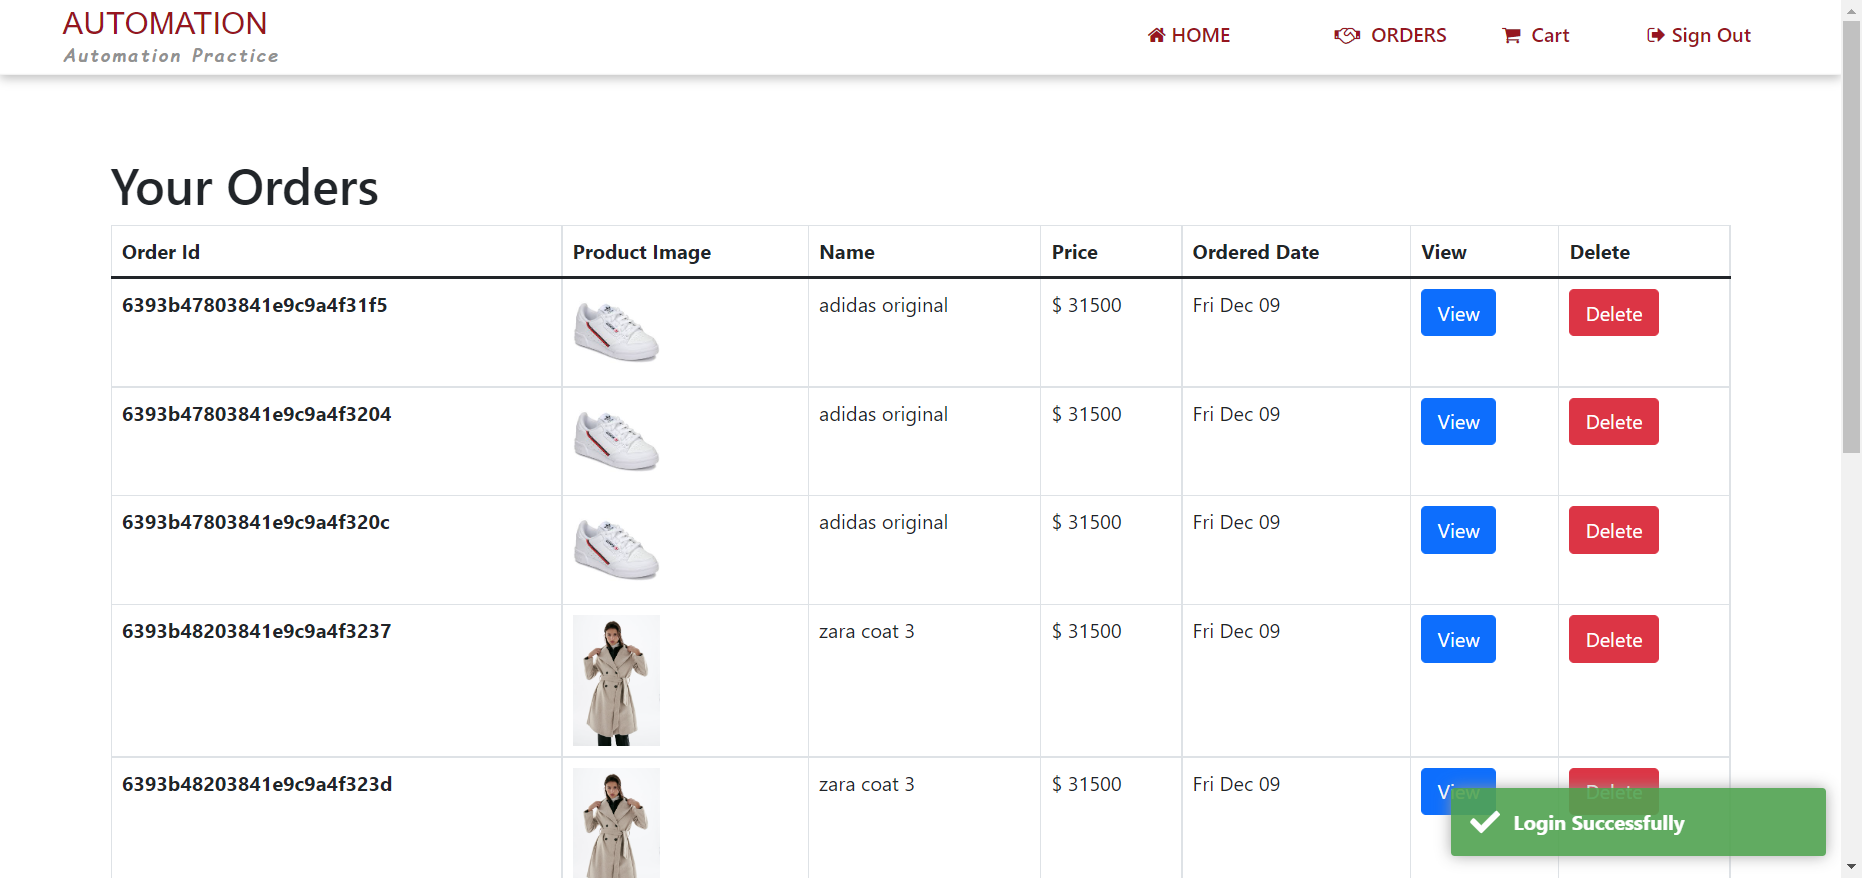 AUTOMATION
Automation Practice
HOME ORDERS Cart Sign Out
Your Orders
Order Id Product Image Name Price Ordered Date View Delete
6393b47803841e9c9a4f31f5 adidas original $ 31500 Fri Dec 09 View Delete
6393b47803841e9c9a4f3204 adidas original $ 31500 Fri Dec 09 View Delete
6393b47803841e9c9a4f320c adidas original $ 31500 Fri Dec 09 View Delete
6393b48203841e9c9a4f3237 zara coat 3 $ 31500 Fri Dec 09 View Delete
6393b48203841e9c9a4f323d zara coat 3 $ 31500 Fri Dec 09 View Delete
Login Successfully